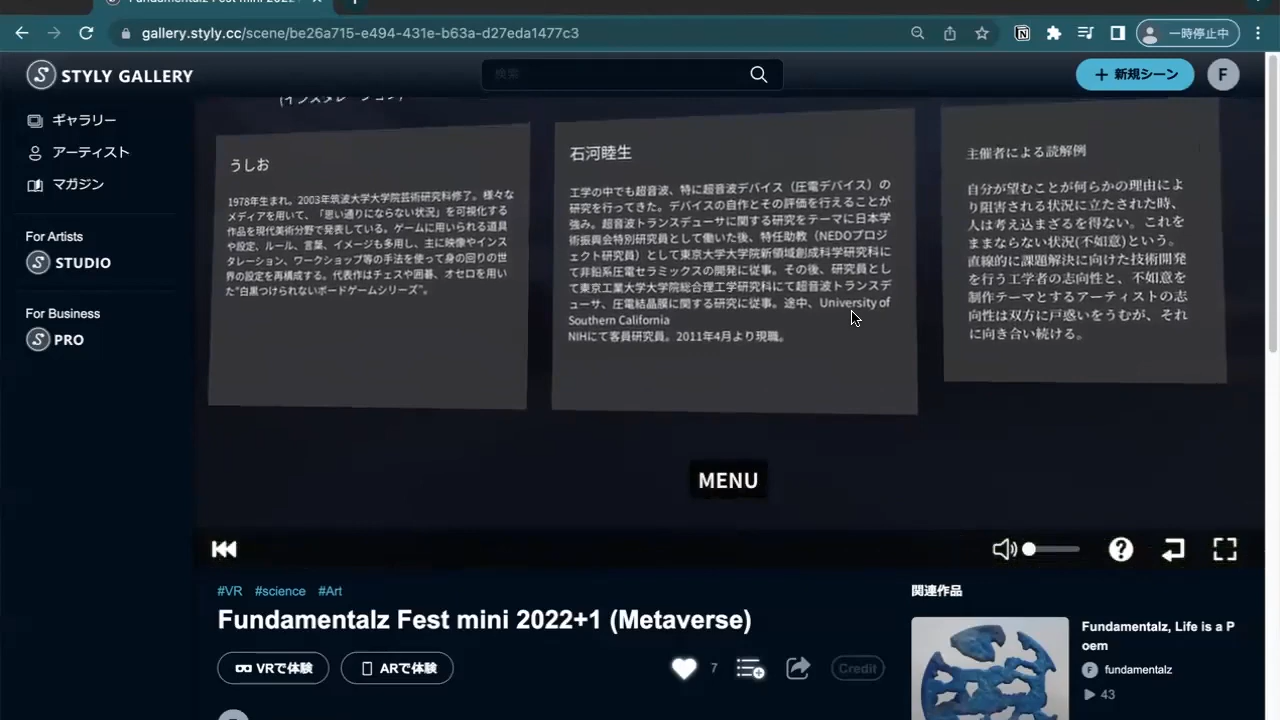 Fundamentalz Fest mini 2022+
gallery.styly.cc/scene/be26a715-e494-431e-b63a-d27eda1477c3
一時停止中
STYLY GALLERY
検索
新規シーン
F
ギャラリー
アーティスト
マガジン
For Artists
STUDIO
For Business
PRO
(インスタレーション)
うしお
1978年生まれ。2003年筑波大学大学院芸術研究科修了。様々な
メディアを用いて、「思い通りにならない状況」を可視化する
作品を現代美術分野で発表している。ゲームに用いられる道具
や設定、ルール、言葉、イメージも多用し、主に映像やインス
タレーション、ワークショップ等の手法を使って身の回りの世
界の設定を再構成する。代表作はチェスや囲碁、オセロを用い
た“白黒つけられないボードゲームシリーズ”。
石河睦生
工学の中でも超音波、特に超音波デバイス（圧電デバイス）の
研究を行ってきた。デバイスの自作とその評価を行えることが
強み。超音波トランスデューサに関する研究をテーマに日本学
術振興会特別研究員として働いた後、特任助教（NEDOプロジ
ェクト研究員）として東京大学大学院新領域創成科学研究科に
て非鉛系圧電セラミックスの開発に従事。その後、研究員とし
て東京工業大学大学院総合理工学研究科にて超音波トランスデ
ューサ、圧電結晶膜に関する研究に従事。途中、University of
Southern California
NIHにて客員研究員。2011年4月より現職。
主催者による読解例
自分が望むことが何らかの理由によ
り阻害される状況に立たされた時、
人は考え込まざるを得ない。これを
ままならない状況(不如意)という。
直線的に課題解決に向けた技術開発
を行う工学者の志向性と、不如意を
制作テーマとするアーティストの志
向性は双方に戸惑いをうむが、それ
に向き合い続ける。
MENU
#VR #science #Art
Fundamentalz Fest mini 2022+1 (Metaverse)
VRで体験
ARで体験
7
Credit
関連作品
Fundamentalz, Life is a P
oem
F fundamentalz
43